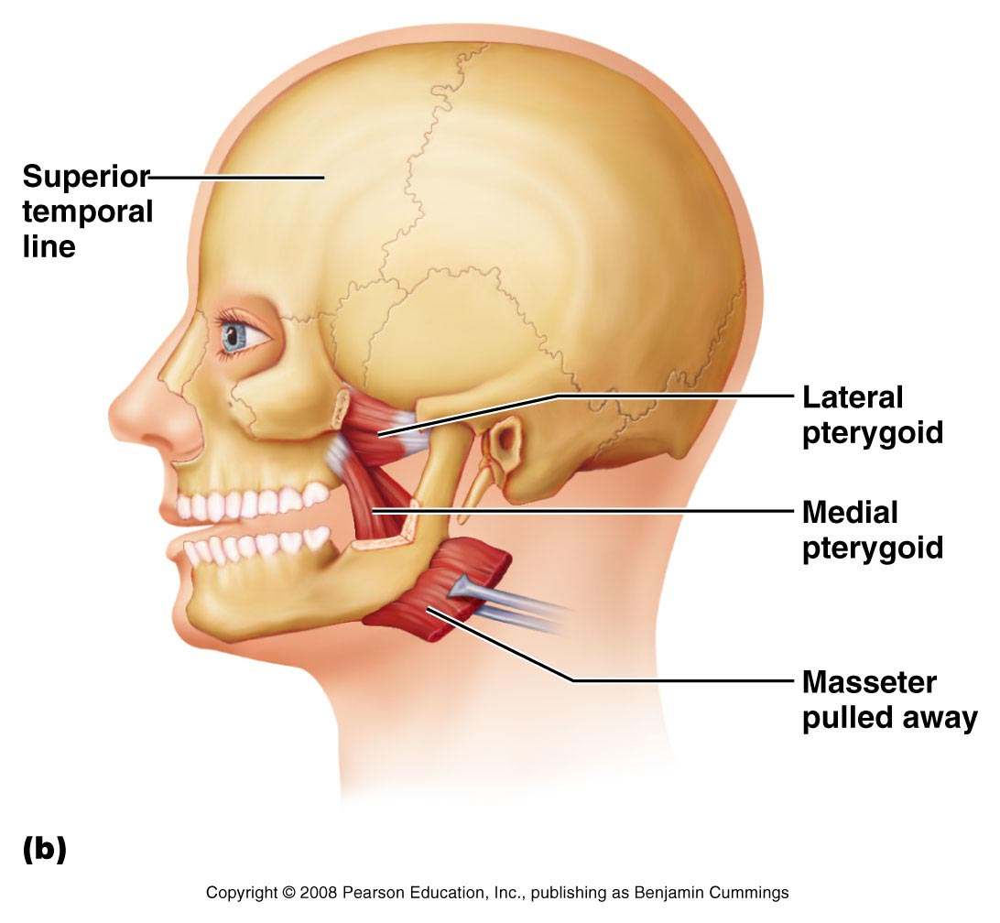 Superior
temporal
line
Lateral
pterygoid
Medial
pterygoid
Masseter
pulled away
(b)
Copyright © 2008 Pearson Education, Inc., publishing as Benjamin Cummings